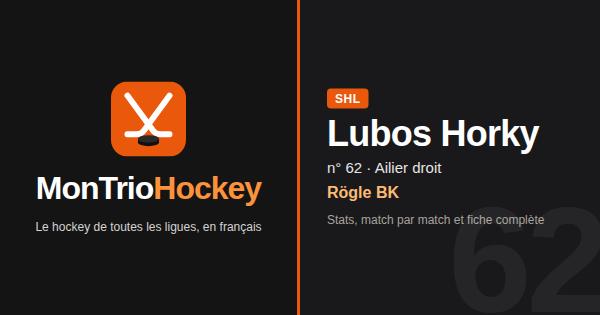 MonTrioHockey
Le hockey de toutes les ligues, en français
SHL
Lubos Horky
n° 62 · Ailier droit
Rögle BK
Stats, match par match et fiche complète
62